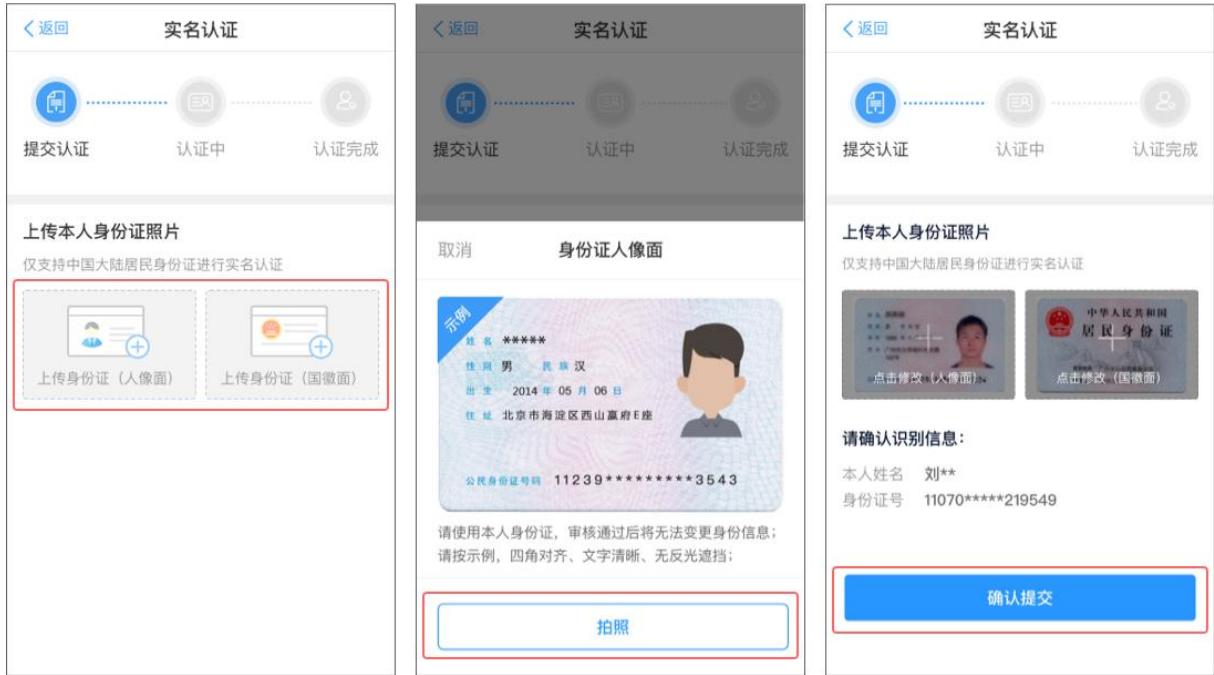 返回
实名认证
提交认证
认证中
认证完成
上传本人身份证照片
仅支持中国大陆居民身份证进行实名认证
上传身份证（人像面）
上传身份证（国徽面）
返回
实名认证
提交认证
认证中
认证完成
取消
身份证人像面
示例
姓名 *****
性别 男 民族 汉
出生 2014 年 05 月 06 日
住址 北京市海淀区西山赢府E座
公民身份证号码 11239*********3543
请使用本人身份证，审核通过后将无法变更身份信息；
请按示例，四角对齐、文字清晰、无反光遮挡；
拍照
返回
实名认证
提交认证
认证中
认证完成
上传本人身份证照片
仅支持中国大陆居民身份证进行实名认证
点击修改（人像面）
中华人民共和国
居民身份证
点击修改（国徽面）
请确认识别信息：
本人姓名 刘**
身份证号 11070*****219549
确认提交